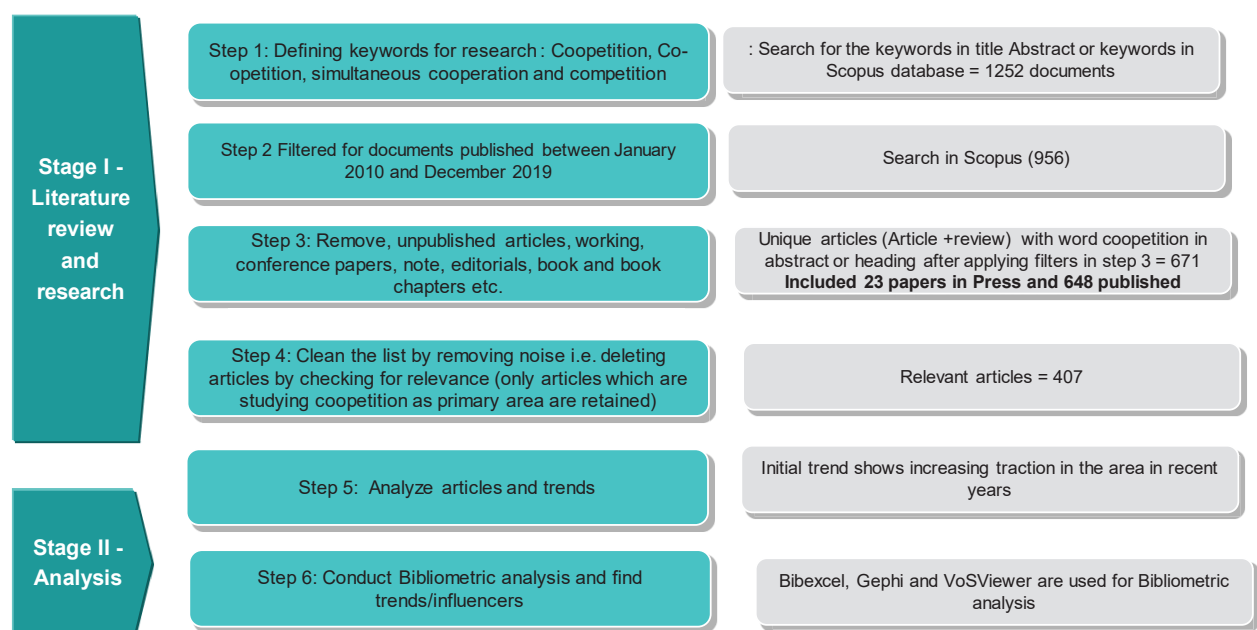 Stage I -
Literature
review
and
research
Step 1: Defining keywords for research : Coopetition, Co-
opetition, simultaneous cooperation and competition
: Search for the keywords in title Abstract or keywords in
Scopus database = 1252 documents
Step 2 Filtered for documents published between January
2010 and December 2019
Search in Scopus (956)
Step 3: Remove, unpublished articles, working,
conference papers, note, editorials, book and book
chapters etc.
Unique articles (Article +review) with word coopetition in
abstract or heading after applying filters in step 3 = 671
Included 23 papers in Press and 648 published
Step 4: Clean the list by removing noise i.e. deleting
articles by checking for relevance (only articles which are
studying coopetition as primary area are retained)
Relevant articles = 407
Stage II -
Analysis
Step 5: Analyze articles and trends
Initial trend shows increasing traction in the area in recent
years
Step 6: Conduct Bibliometric analysis and find
trends/influencers
Bibexcel, Gephi and VoSViewer are used for Bibliometric
analysis